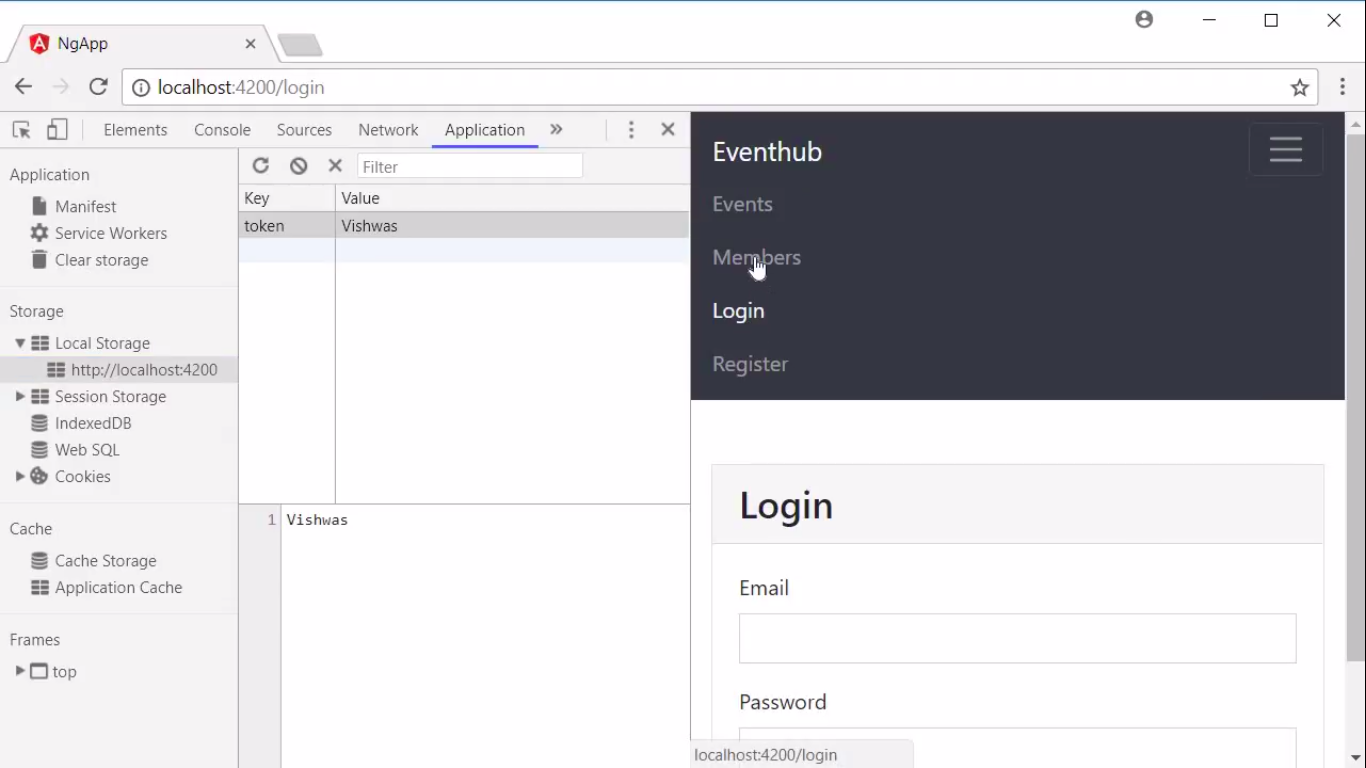 NgApp
localhost:4200/login
Elements Console Sources Network Application »
Application
Manifest
Service Workers
Clear storage
Storage
Local Storage
http://localhost:4200
Session Storage
IndexedDB
Web SQL
Cookies
Cache
Cache Storage
Application Cache
Frames
top
Filter
Key Value
token Vishwas
1 Vishwas
Eventhub
Events
Members
Login
Register
Login
Email
Password
localhost:4200/login